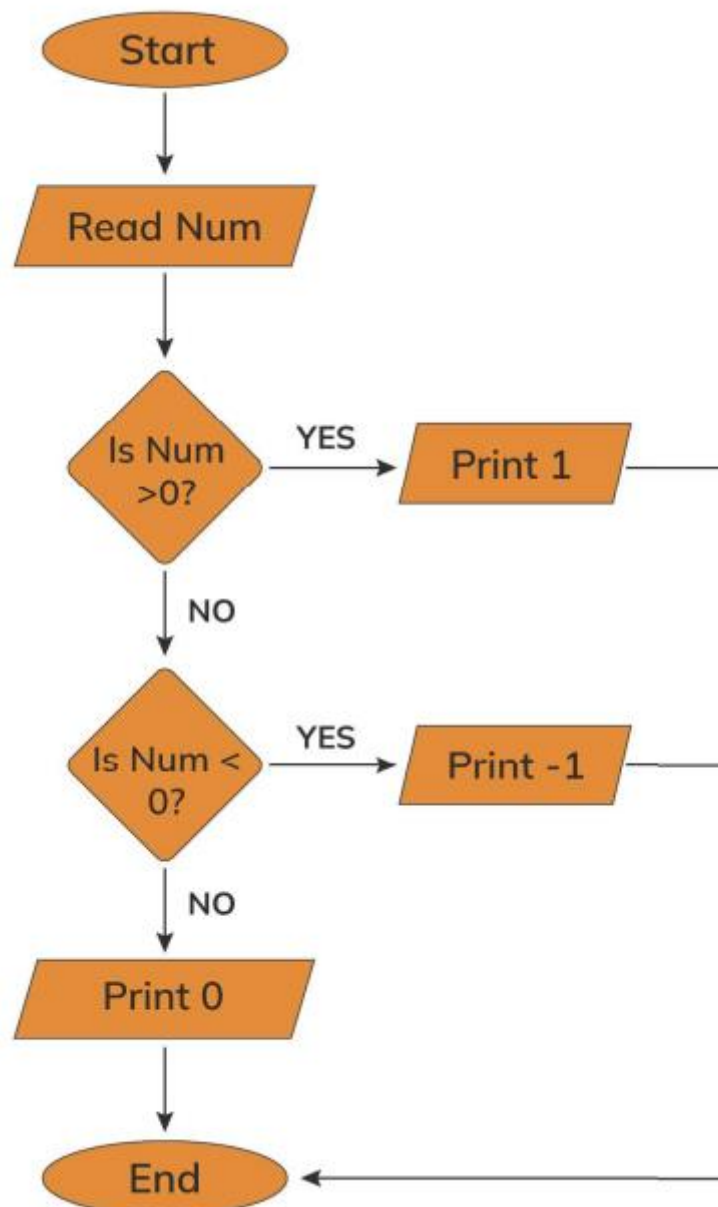 Start
Read Num
Is Num
>0?
YES
Print 1
NO
Is Num <
0?
YES
Print -1
NO
Print 0
End